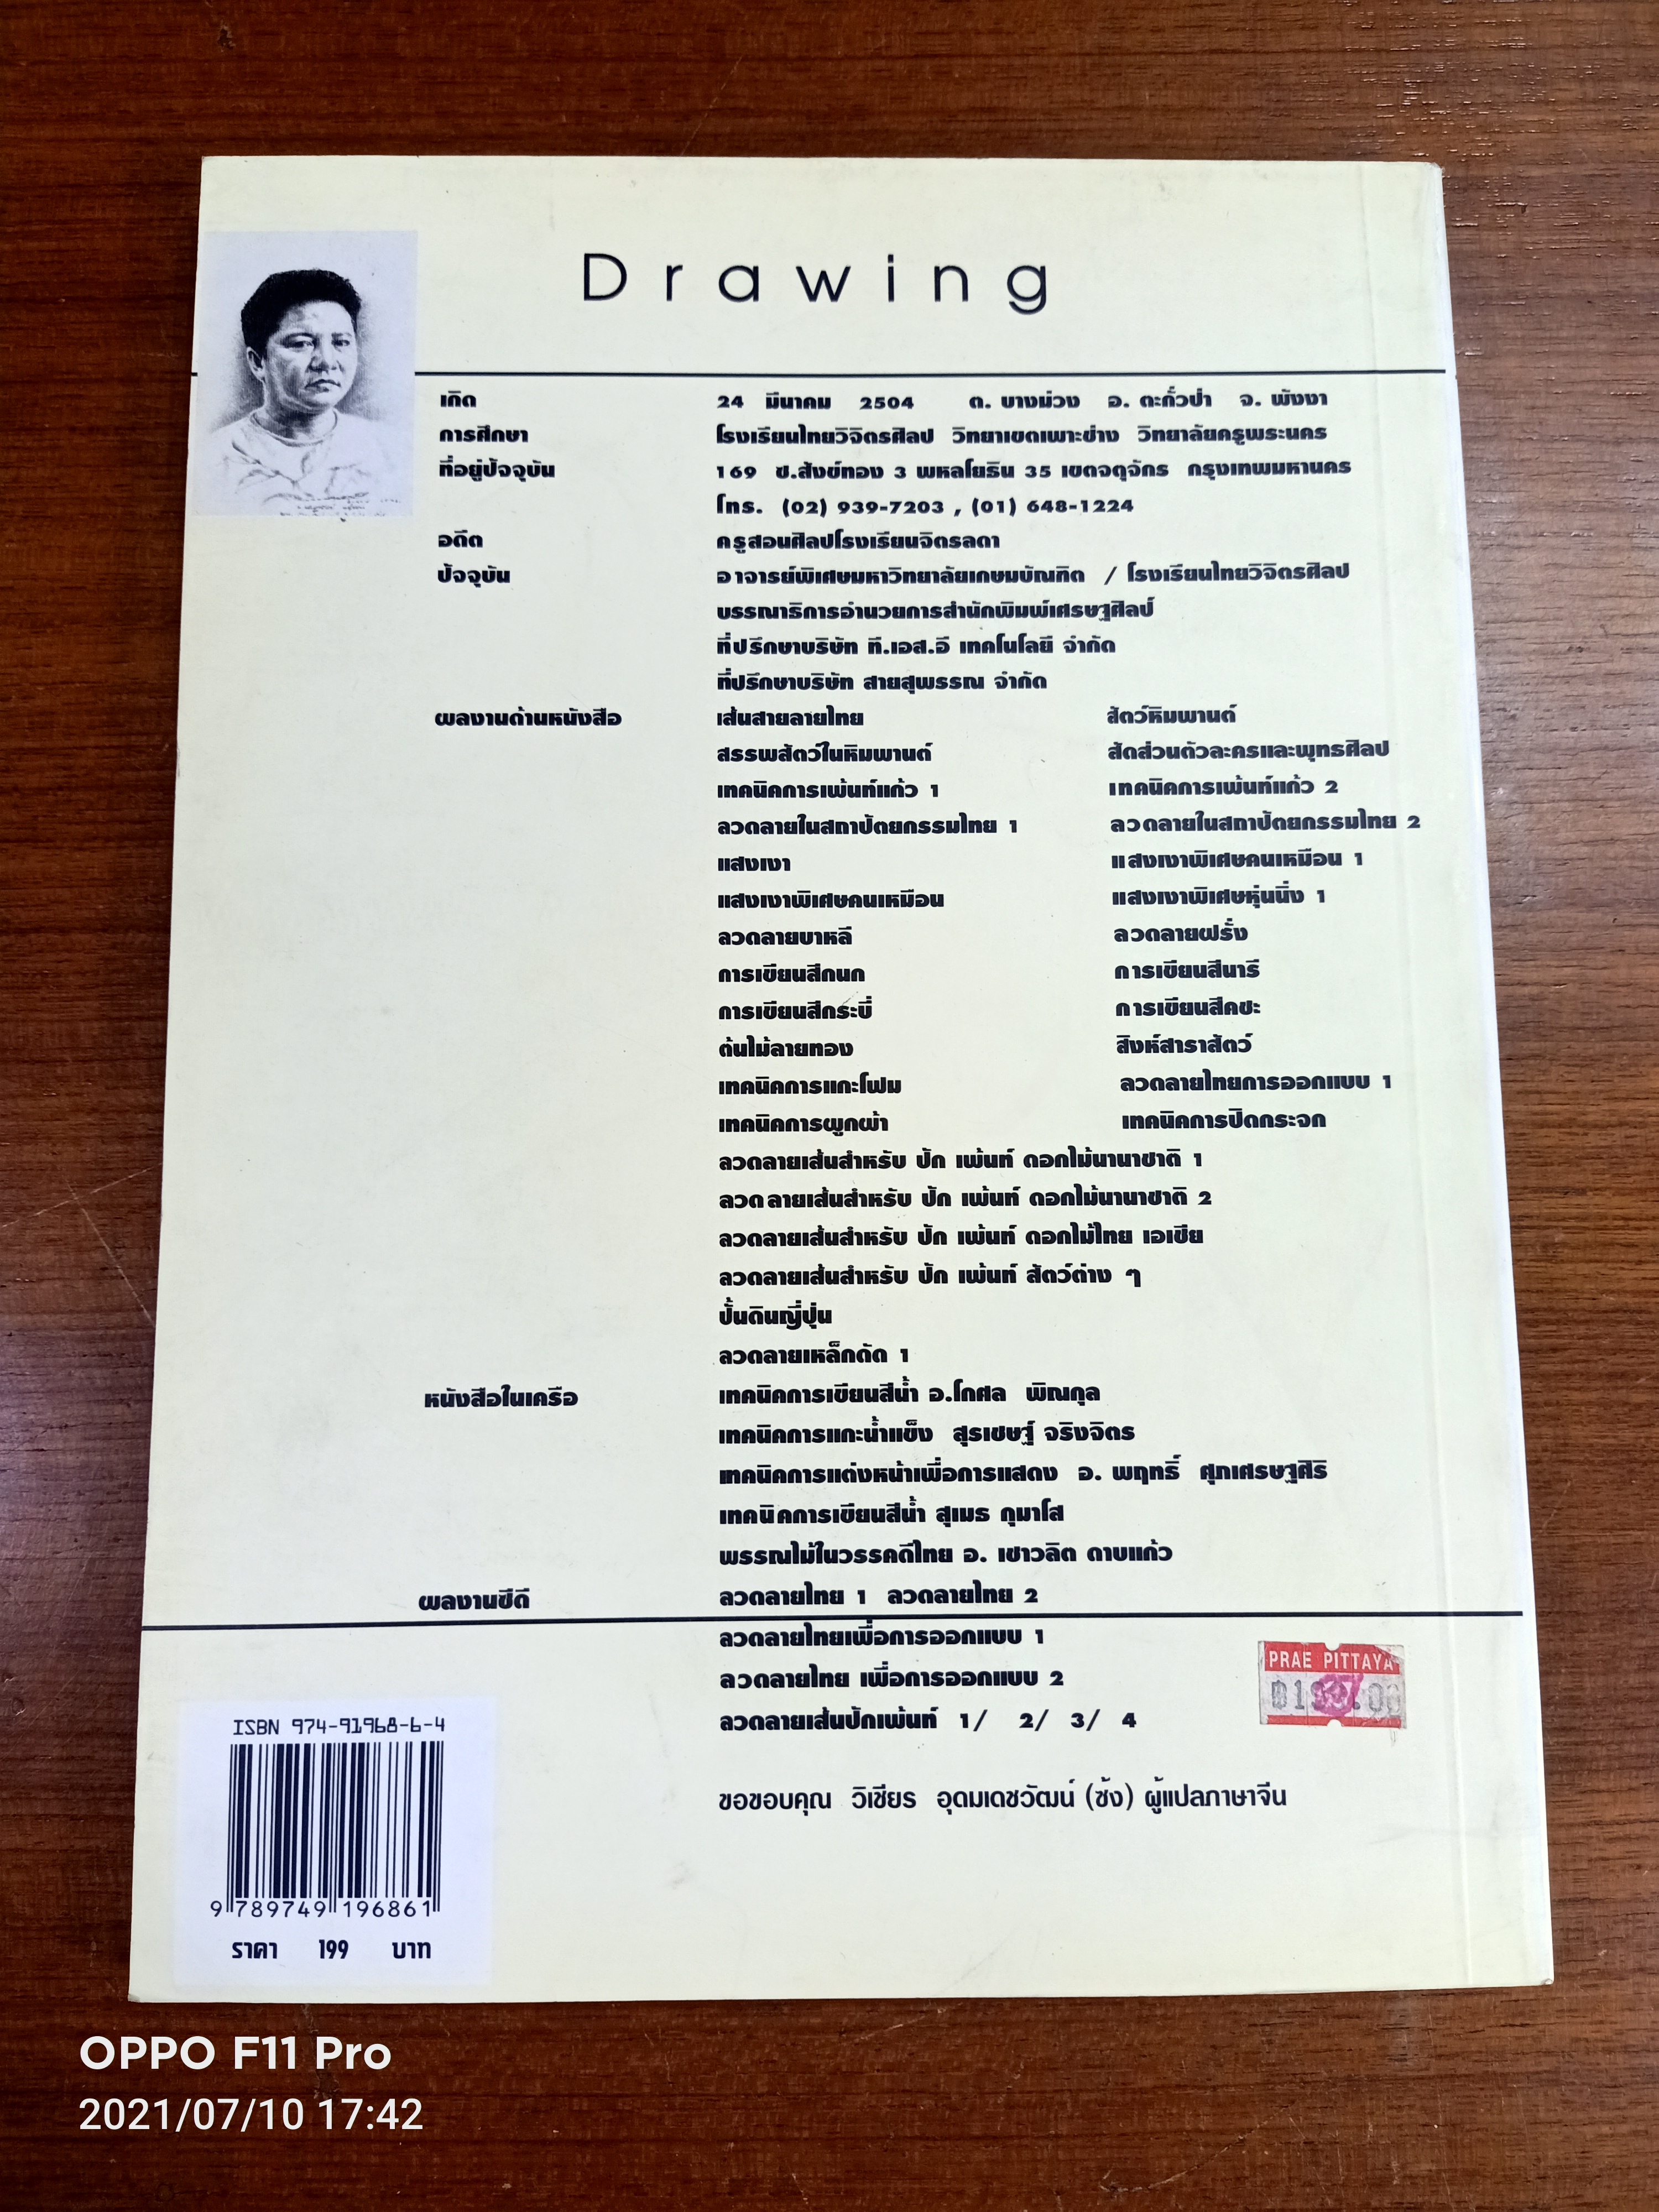 Drawing
เกิด 24 มีนาคม 2504 ต. บางม่วง อ. ตะกั่วป่า จ. พังงา
การศึกษา โรงเรียนไทยวิจิตรศิลป วิทยาเขตเพาะช่าง วิทยาลัยครูพระนคร
ที่อยู่ปัจจุบัน 169 ซ.สังข์ทอง 3 พหลโยธิน 35 เขตจตุจักร กรุงเทพมหานคร
โทร. (02) 939-7203 , (01) 648-1224
อดีต ครูสอนศิลปโรงเรียนจิตรลดา
ปัจจุบัน อาจารย์พิเศษมหาวิทยาลัยเกษมบัณฑิต / โรงเรียนไทยวิจิตรศิลป
บรรณาธิการอำนวยการสำนักพิมพ์เศรษฐศิลป์
ที่ปรึกษาบริษัท ที.เอส.อี เทคโนโลยี จำกัด
ที่ปรึกษาบริษัท สายสุพรรณ จำกัด
ผลงานด้านหนังสือ เส้นสายลายไทย สัตว์หิมพานต์
สรรพสัตว์ในหิมพานต์ สัดส่วนตัวละครและพุทธศิลป
เทคนิคการเพ้นท์แก้ว 1 เทคนิคการเพ้นท์แก้ว 2
ลวดลายในสถาปัตยกรรมไทย 1 ลวดลายในสถาปัตยกรรมไทย 2
แสงเงา แสงเงาพิเศษคนเหมือน 1
แสงเงาพิเศษคนเหมือน แสงเงาพิเศษหุ่นนิ่ง 1
ลวดลายบาหลี ลวดลายฝรั่ง
การเขียนสีกนก การเขียนสีนารี
การเขียนสีกระบี่ การเขียนสีคชะ
ต้นไม้ลายทอง สิงห์สาราสัตว์
เทคนิคการแกะโฟม ลวดลายไทยการออกแบบ 1
เทคนิคการผูกผ้า เทคนิคการปิดกระจก
ลวดลายเส้นสำหรับ ปัก เพ้นท์ ดอกไม้นานาชาติ 1
ลวดลายเส้นสำหรับ ปัก เพ้นท์ ดอกไม้นานาชาติ 2
ลวดลายเส้นสำหรับ ปัก เพ้นท์ ดอกไม้ไทย เอเชีย
ลวดลายเส้นสำหรับ ปัก เพ้นท์ สัตว์ต่าง ๆ
ปั้นดินญี่ปุ่น
ลวดลายเหล็กดัด 1
หนังสือในเครือ เทคนิคการเขียนสีน้ำ อ.โกศล พิณกุล
เทคนิคการแกะน้ำแข็ง สุรเชษฐ์ จริงจิตร
เทคนิคการแต่งหน้าเพื่อการแสดง อ. พฤทธิ์ ศุภเศรษฐศิริ
เทคนิคการเขียนสีน้ำ สุเมธ กุมาโส
พรรณไม้ในวรรคดีไทย อ. เชาวลิต ดาบแก้ว
ผลงานซีดี ลวดลายไทย 1 ลวดลายไทย 2
ลวดลายไทยเพื่อการออกแบบ 1
ลวดลายไทย เพื่อการออกแบบ 2
ลวดลายเส้นปักเพ้นท์ 1/ 2/ 3/ 4
PRAE PITTAYA
ขอขอบคุณ วิเชียร อุดมเดชวัฒน์ (ซ้ง) ผู้แปลภาษาจีน
ISBN 974-91968-6-4
9 789749 196861
ราคา 199 บาท
OPPO F11 Pro
2021/07/10 17:42